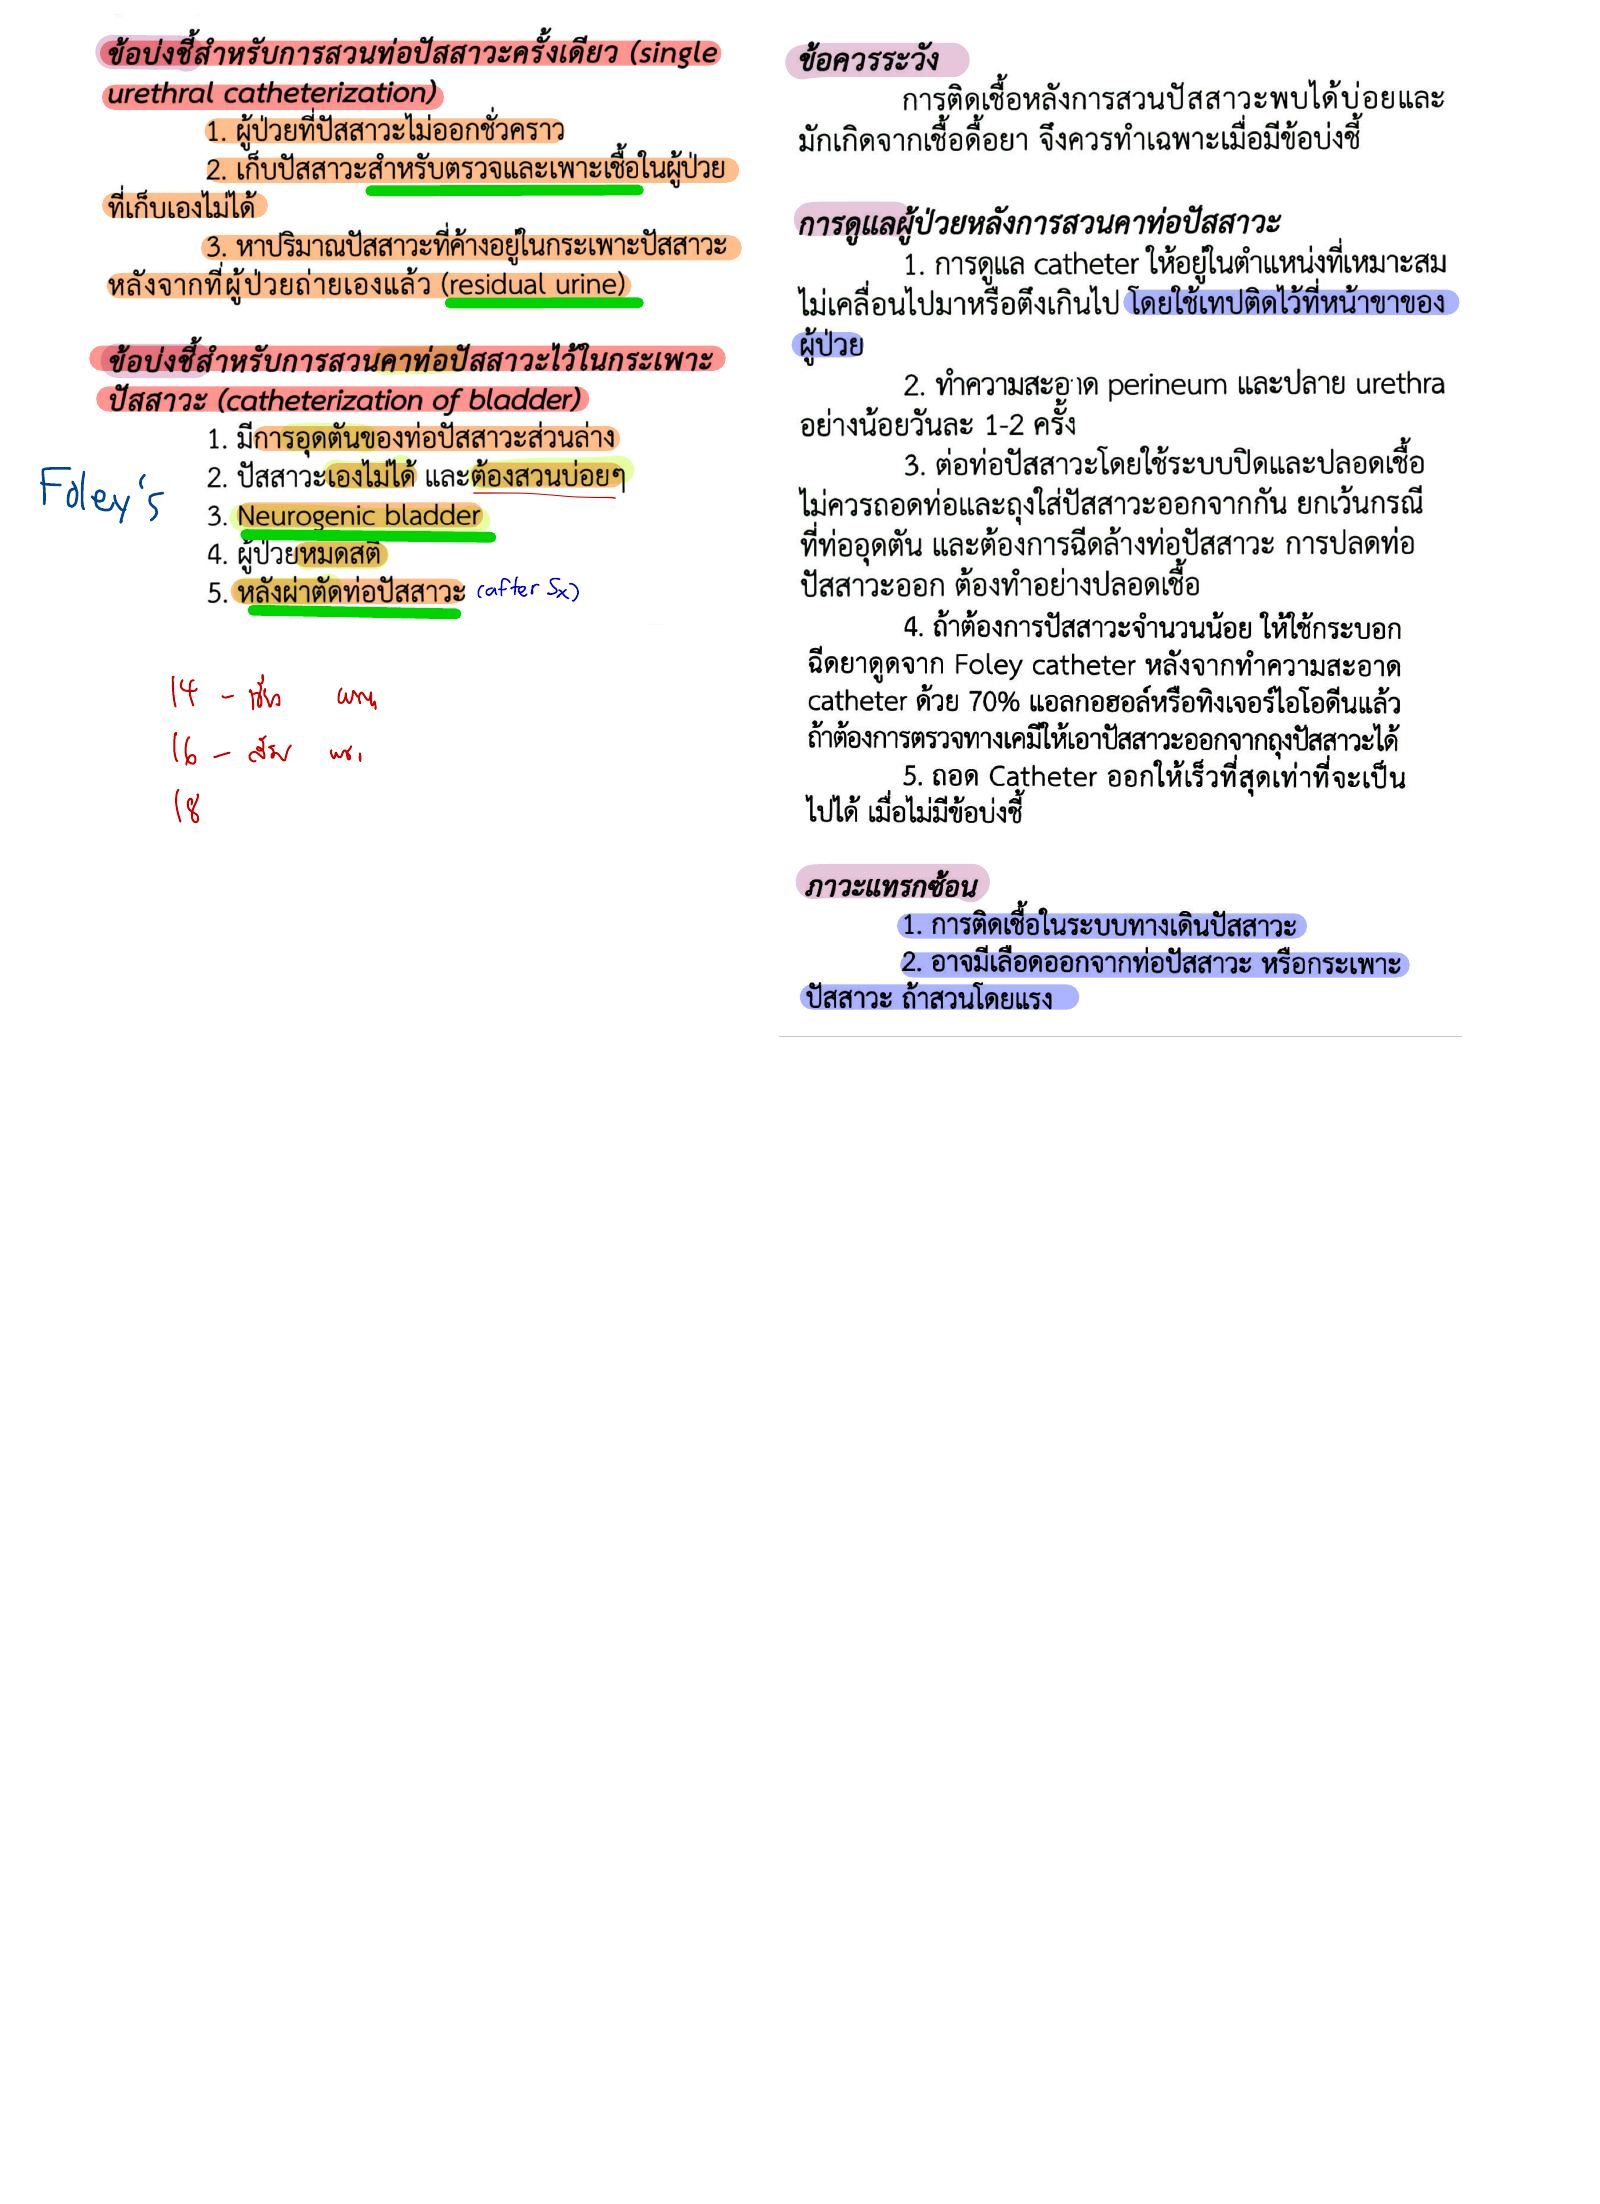 ข้อบ่งชี้สำหรับการสวนท่อปัสสาวะครั้งเดียว (single
urethral catheterization)
1. ผู้ป่วยที่ปัสสาวะไม่ออกชั่วคราว
2. เก็บปัสสาวะสำหรับตรวจและเพาะเชื้อในผู้ป่วย
ที่เก็บเองไม่ได้
3. หาปริมาณปัสสาวะที่ค้างอยู่ในกระเพาะปัสสาวะ
หลังจากที่ผู้ป่วยถ่ายเองแล้ว (residual urine)
ข้อบ่งชี้สำหรับการสวนคาท่อปัสสาวะไว้ในกระเพาะ
ปัสสาวะ (catheterization of bladder)
1. มีการอุดตันของท่อปัสสาวะส่วนล่าง
2. ปัสสาวะเองไม่ได้ และต้องสวนบ่อยๆ
Foley's
3. Neurogenic bladder
4. ผู้ป่วยหมดสติ
5. หลังผ่าตัดท่อปัสสาวะ (after Sx)
14 - เขียว
16 - ส้ม
18
ข้อควรระวัง
การติดเชื้อหลังการสวนปัสสาวะพบได้บ่อยและ
มักเกิดจากเชื้อดื้อยา จึงควรทำเฉพาะเมื่อมีข้อบ่งชี้
การดูแลผู้ป่วยหลังการสวนคาท่อปัสสาวะ
1. การดูแล catheter ให้อยู่ในตำแหน่งที่เหมาะสม
ไม่เคลื่อนไปมาหรือตึงเกินไป โดยใช้เทปติดไว้ที่หน้าขาของ
ผู้ป่วย
2. ทำความสะอาด perineum และปลาย urethra
อย่างน้อยวันละ 1-2 ครั้ง
3. ต่อท่อปัสสาวะโดยใช้ระบบปิดและปลอดเชื้อ
ไม่ควรถอดท่อและถุงใส่ปัสสาวะออกจากกัน ยกเว้นกรณี
ที่ท่ออุดตัน และต้องการฉีดล้างท่อปัสสาวะ การปลดท่อ
ปัสสาวะออก ต้องทำอย่างปลอดเชื้อ
4. ถ้าต้องการปัสสาวะจำนวนน้อย ให้ใช้กระบอก
ฉีดยาดูดจาก Foley catheter หลังจากทำความสะอาด
catheter ด้วย 70% แอลกอฮอล์หรือทิงเจอร์ไอโอดีนแล้ว
ถ้าต้องการตรวจทางเคมีให้เอาปัสสาวะออกจากถุงปัสสาวะได้
5. ถอด Catheter ออกให้เร็วที่สุดเท่าที่จะเป็น
ไปได้ เมื่อไม่มีข้อบ่งชี้
ภาวะแทรกซ้อน
1. การติดเชื้อในระบบทางเดินปัสสาวะ
2. อาจมีเลือดออกจากท่อปัสสาวะ หรือกระเพาะ
ปัสสาวะ ถ้าสวนโดยแรง